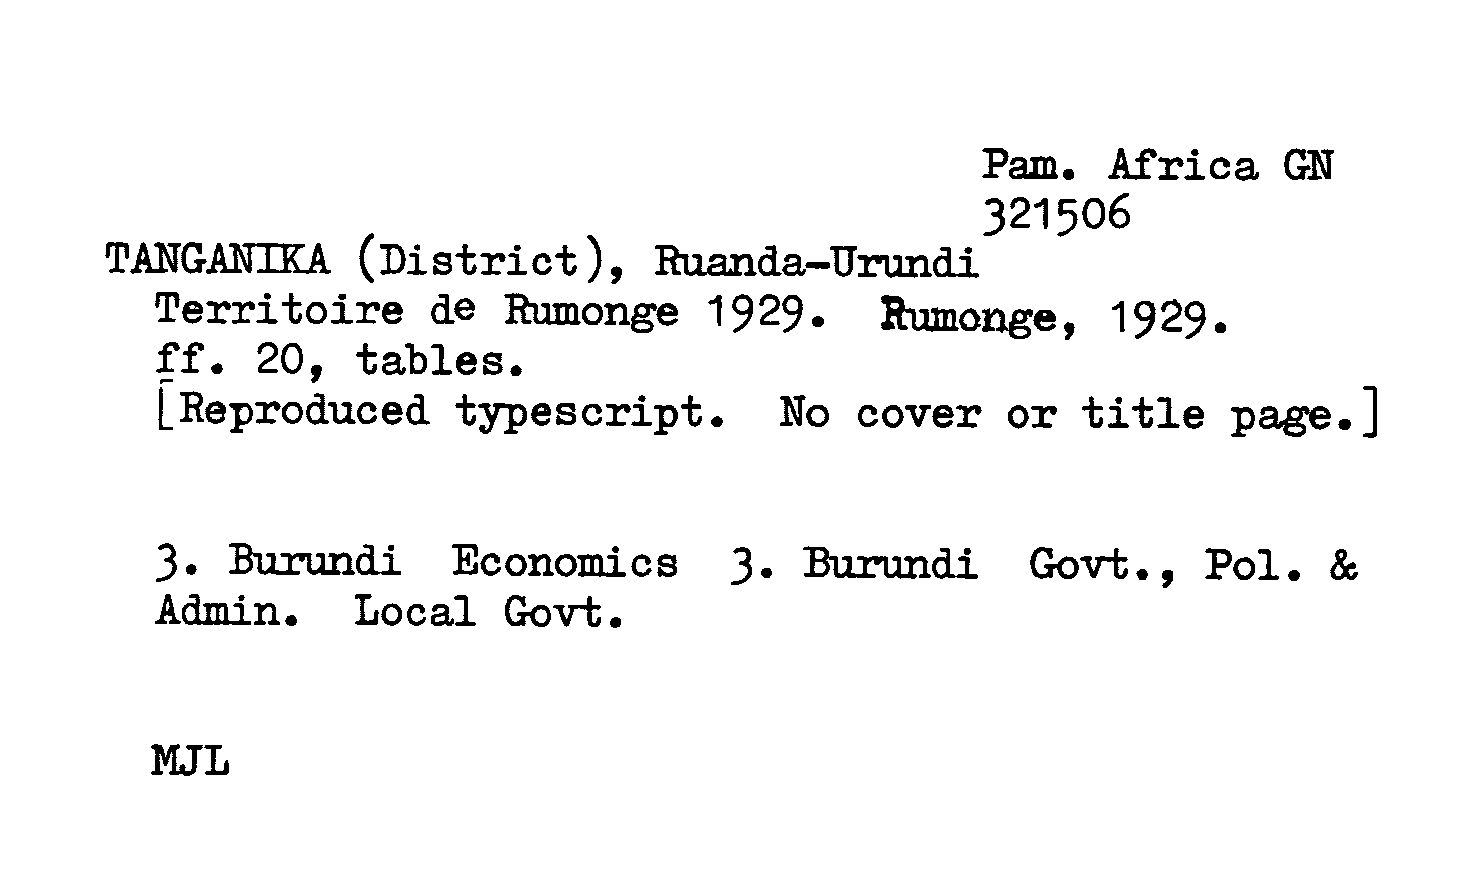 Pam. Africa GN
321506
TANGANIKA (District), Ruanda-Urundi
Territoire de Rumonge 1929. Rumonge, 1929.
ff. 20, tables.
[Reproduced typescript. No cover or title page.]
3. Burundi Economics 3. Burundi Govt., Pol. &
Admin. Local Govt.
MJL